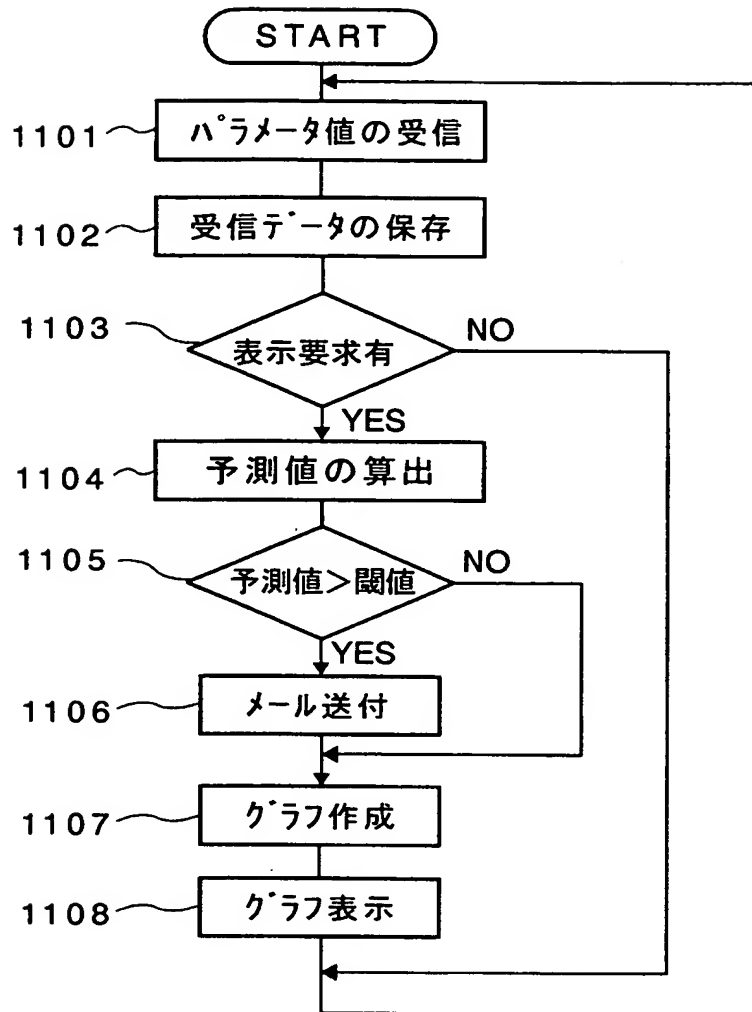 START
1101 パラメータ値の受信
1102 受信データの保存
1103 表示要求有 NO
YES
1104 予測値の算出
1105 予測値>閾値 NO
YES
1106 メール送付
1107 グラフ作成
1108 グラフ表示